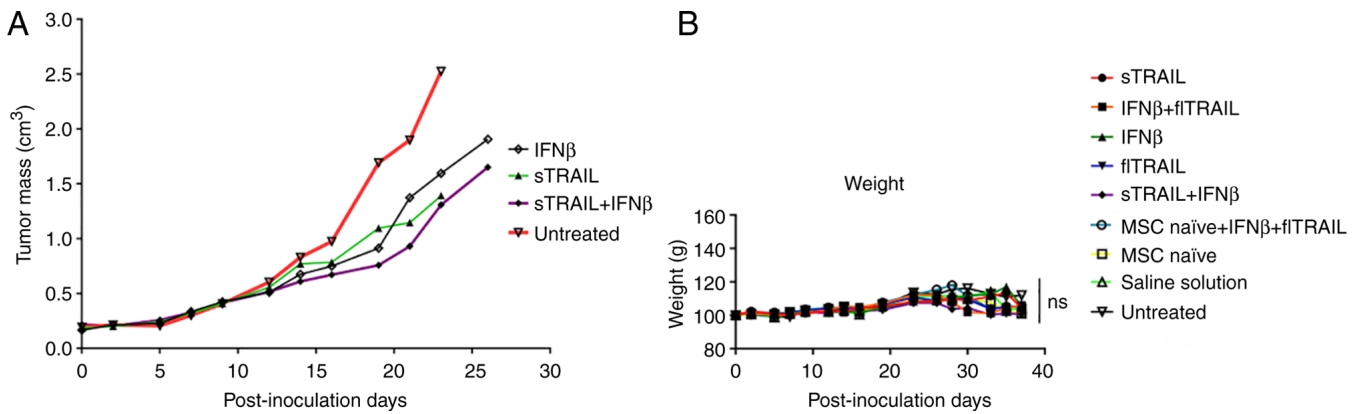 A
3.0
2.5
2.0
1.5
1.0
0.5
0.0
Tumor mass (cm³)
0 5 10 15 20 25 30
Post-inoculation days
IFNβ
sTRAIL
sTRAIL+IFNβ
Untreated
B
Weight
160
140
120
100
80
Weight (g)
0 10 20 30 40
Post-inoculation days
ns
sTRAIL
IFNβ+flTRAIL
IFNβ
flTRAIL
sTRAIL+IFNβ
MSC naïve+IFNβ+flTRAIL
MSC naïve
Saline solution
Untreated